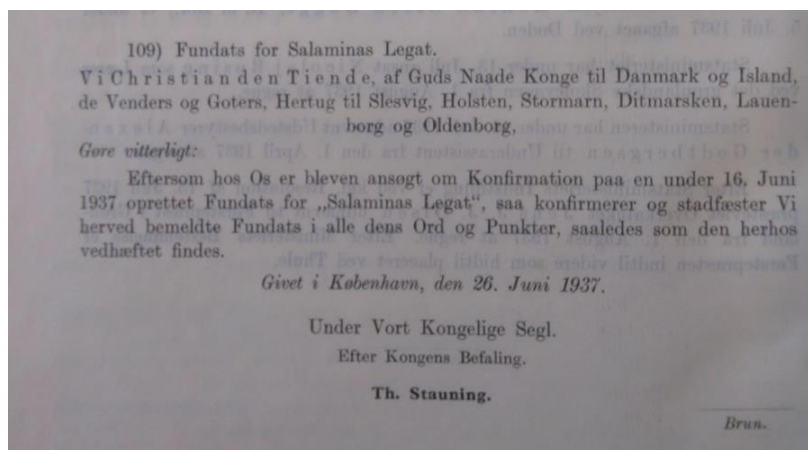 109) Fundats for Salaminas Legat.
Vi Christian den Tiende, af Guds Naade Konge til Danmark og Island,
de Venders og Goters, Hertug til Slesvig, Holsten, Stormarn, Ditmarsken, Lauen-
borg og Oldenborg,
Gøre vitterligt:
Eftersom hos Os er bleven ansøgt om Konfirmation paa en under 16. Juni
1937 oprettet Fundats for „Salaminas Legat“, saa konfirmerer og stadfæster Vi
herved bemeldte Fundats i alle dens Ord og Punkter, saaledes som den herhos
vedhæftet findes.
Givet i København, den 26. Juni 1937.
Under Vort Kongelige Segl.
Efter Kongens Befaling.
Th. Stauning.
Brun.